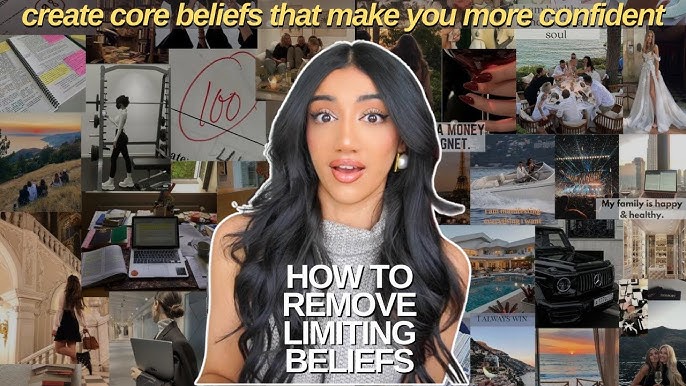 create core beliefs that make you more confident
soul
100
A MONEY
GNET.
My family is happy
& healthy.
I ALWAYS WIN
HOW TO
REMOVE
LIMITING
BELIEFS